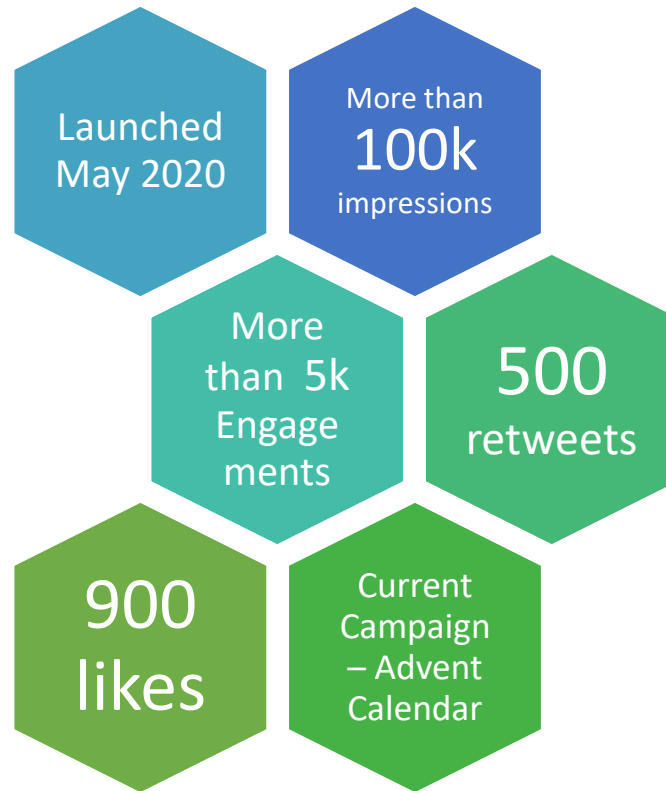 Launched
May 2020
More than
100k
impressions
More
than 5k
Engage
ments
500
retweets
900
likes
Current
Campaign
– Advent
Calendar